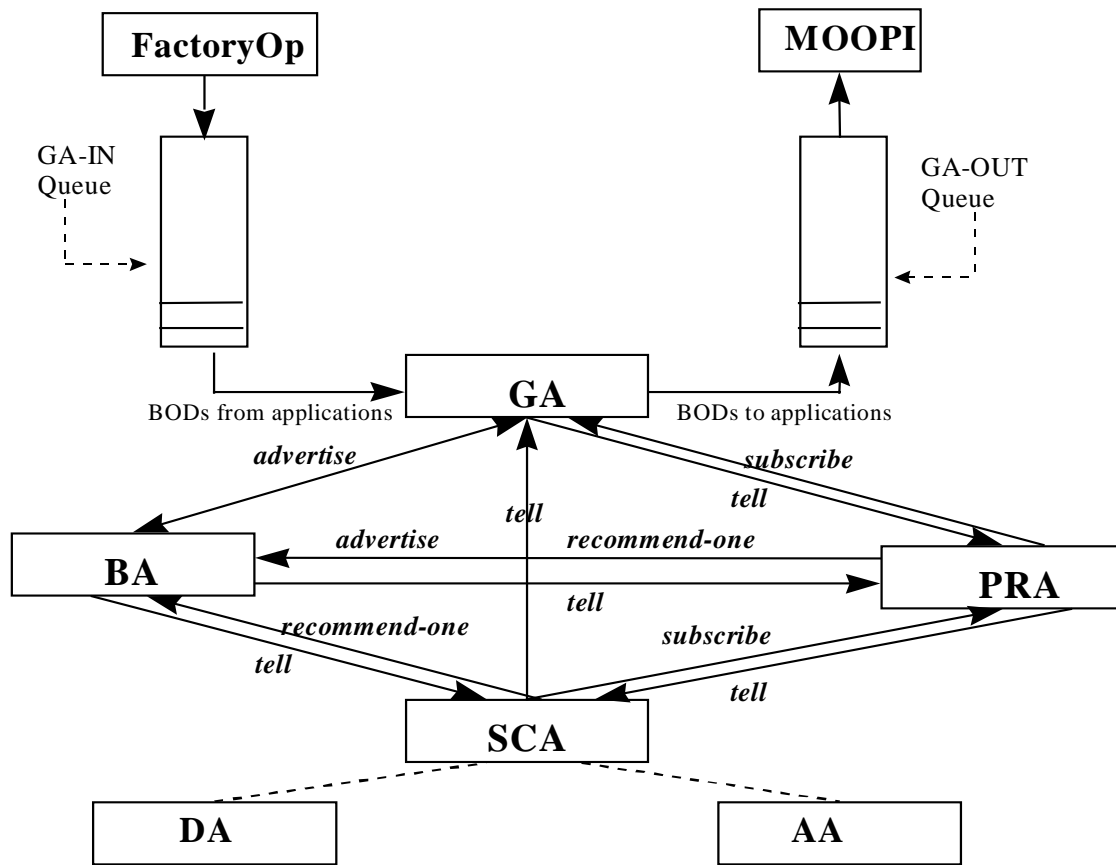 FactoryOp
MOOPI
GA-IN
Queue
GA-OUT
Queue
GA
BODs from applications
BODs to applications
advertise
subscribe
tell
tell
advertise
recommend-one
BA
PRA
tell
recommend-one
subscribe
tell
tell
SCA
DA
AA